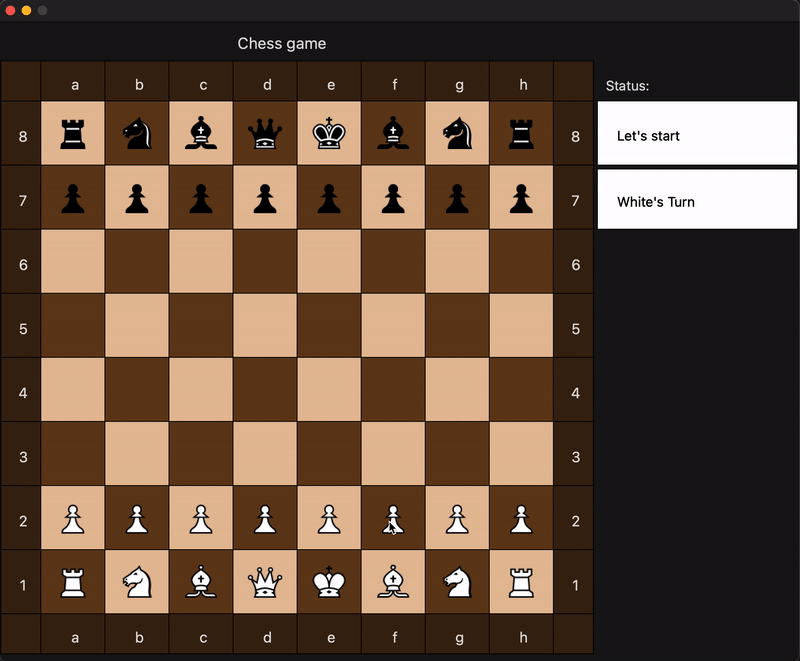 Chess game
a b c d e f g h
Status:
8 8
Let's start
7 7
White's Turn
6 6
5 5
4 4
3 3
2 2
1 1
a b c d e f g h